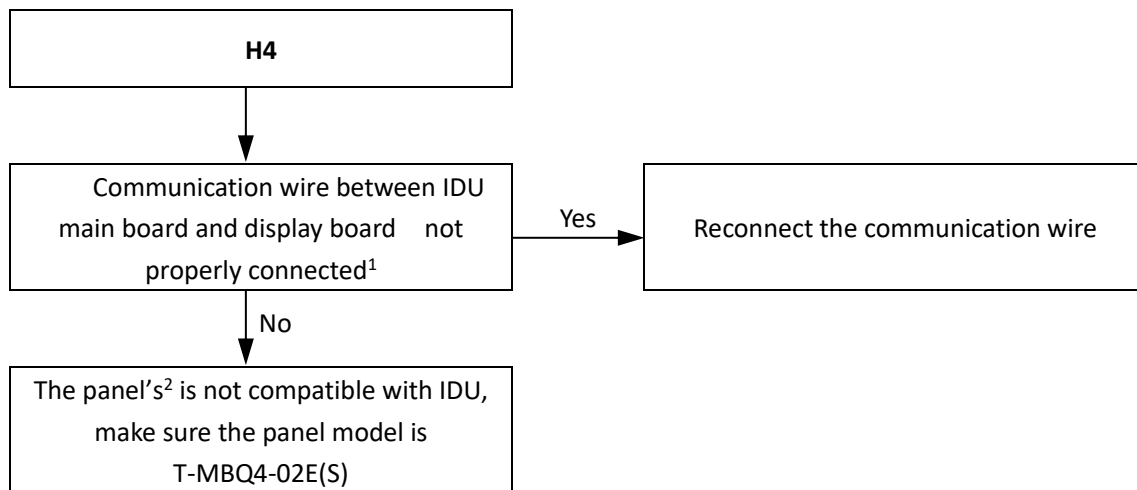 H4
Communication wire between IDU
main board and display board not
properly connected¹
Yes
Reconnect the communication wire
No
The panel's² is not compatible with IDU,
make sure the panel model is
T-MBQ4-02E(S)